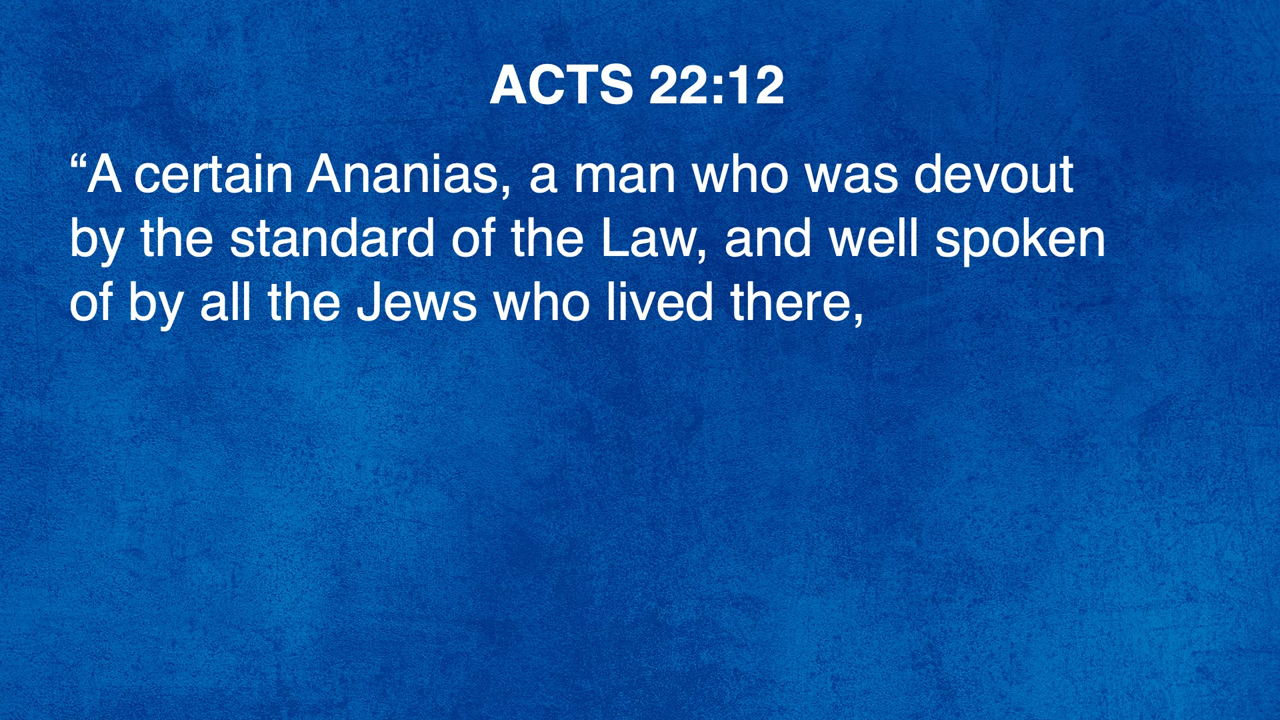 ACTS 22:12
“A certain Ananias, a man who was devout
by the standard of the Law, and well spoken
of by all the Jews who lived there,